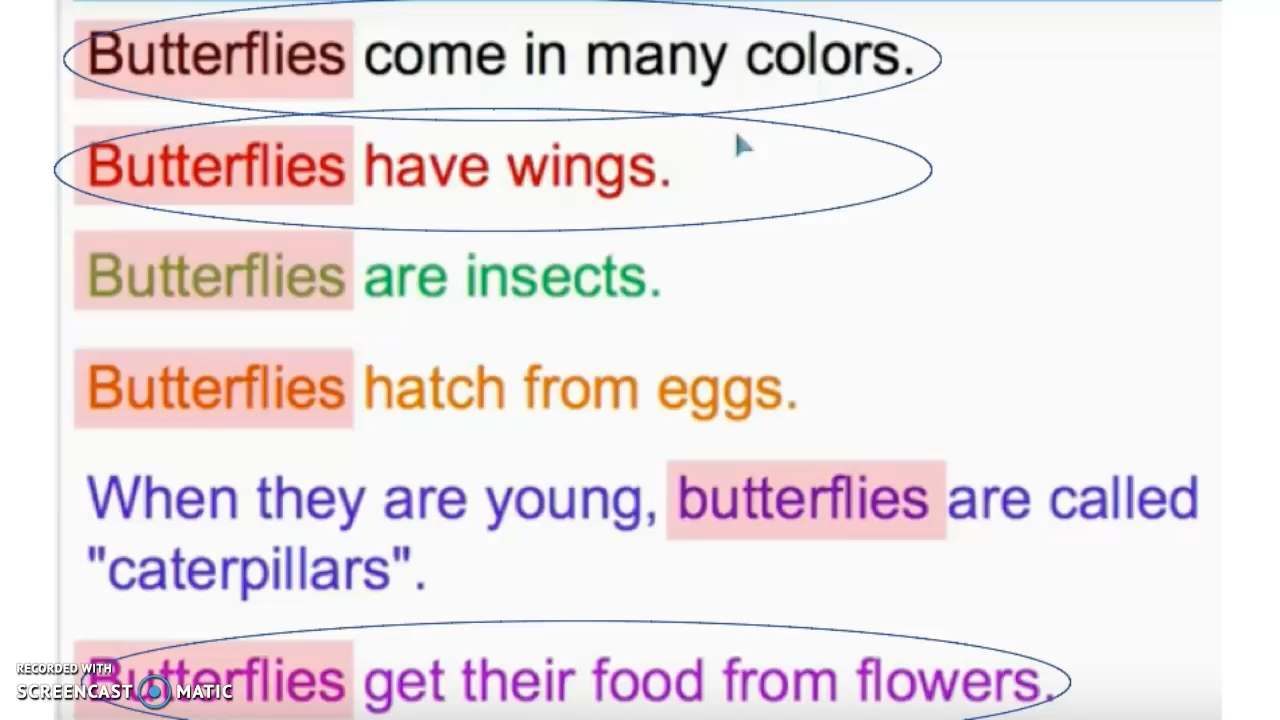 Butterflies come in many colors.
Butterflies have wings.
Butterflies are insects.
Butterflies hatch from eggs.
When they are young, butterflies are called
"caterpillars".
Butterflies get their food from flowers.
RECORDED WITH
SCREENCAST MATIC